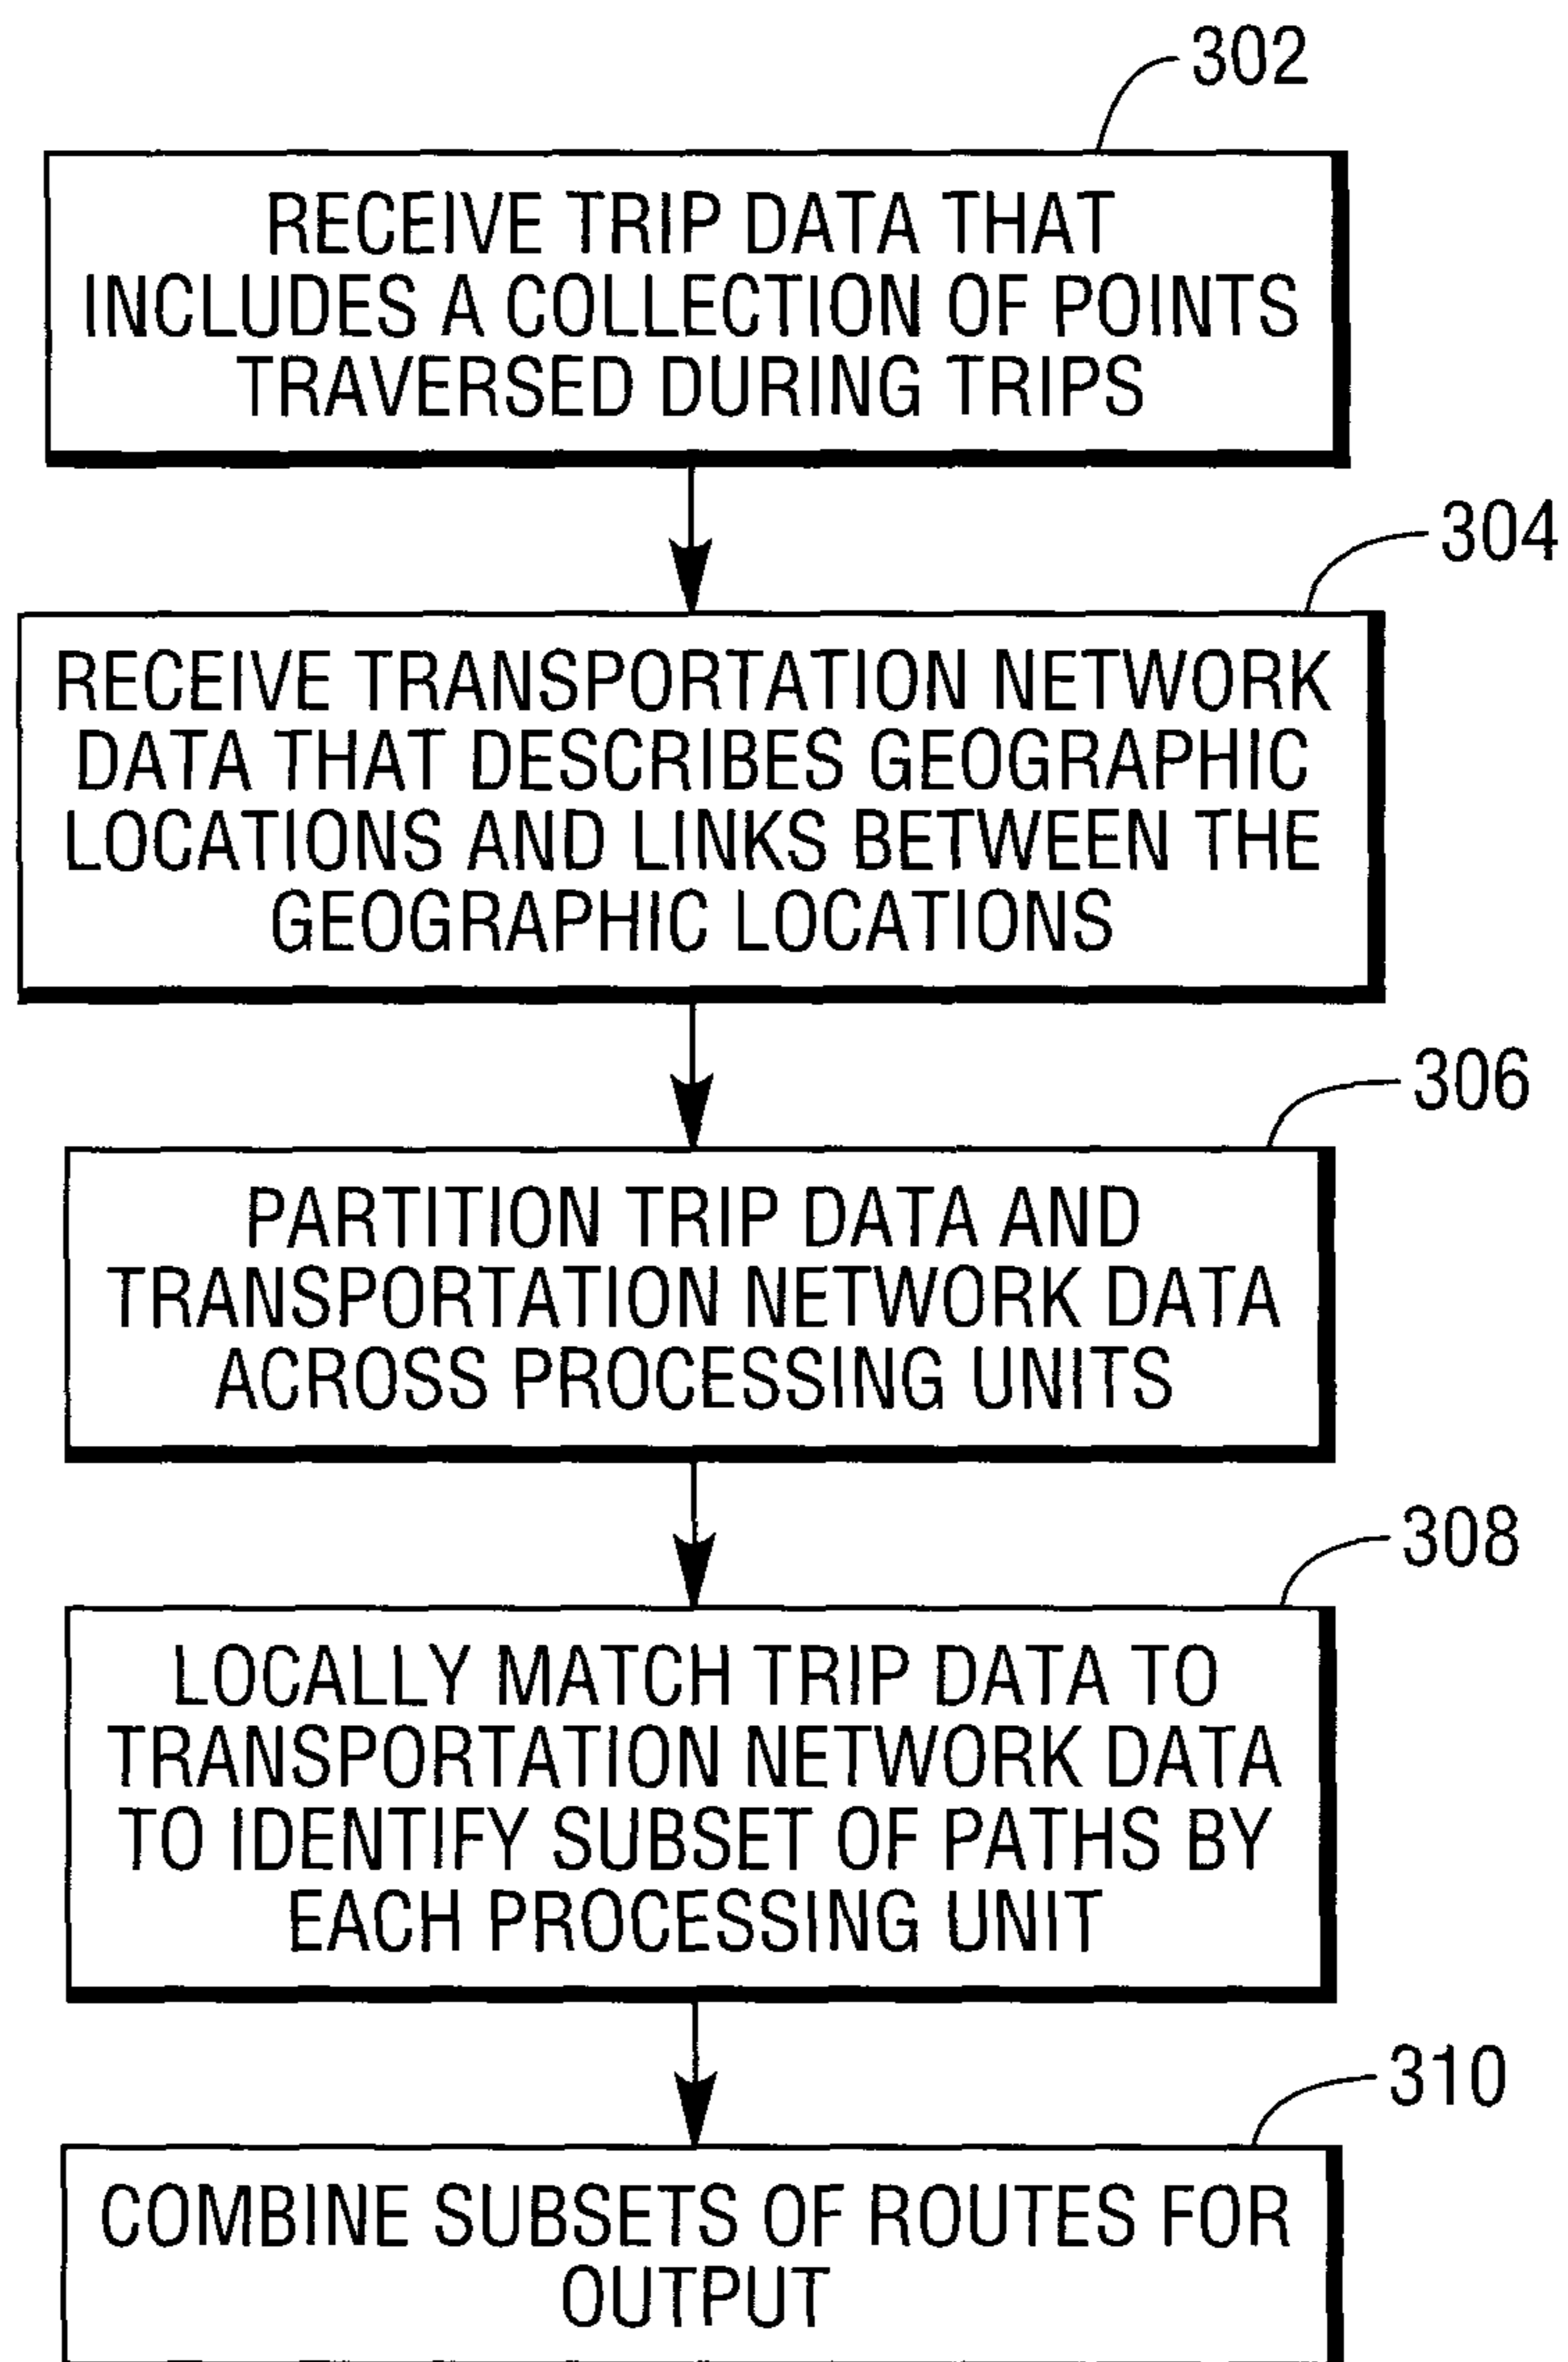 302
RECEIVE TRIP DATA THAT
INCLUDES A COLLECTION OF POINTS
TRAVERSED DURING TRIPS
304
RECEIVE TRANSPORTATION NETWORK
DATA THAT DESCRIBES GEOGRAPHIC
LOCATIONS AND LINKS BETWEEN THE
GEOGRAPHIC LOCATIONS
306
PARTITION TRIP DATA AND
TRANSPORTATION NETWORK DATA
ACROSS PROCESSING UNITS
308
LOCALLY MATCH TRIP DATA TO
TRANSPORTATION NETWORK DATA
TO IDENTIFY SUBSET OF PATHS BY
EACH PROCESSING UNIT
310
COMBINE SUBSETS OF ROUTES FOR
OUTPUT